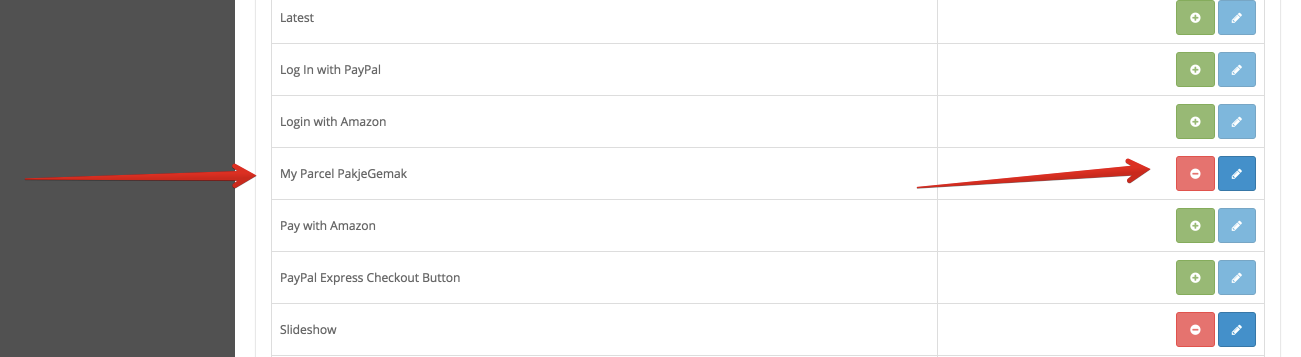 Latest
Log In with PayPal
Login with Amazon
My Parcel PakjeGemak
Pay with Amazon
PayPal Express Checkout Button
Slideshow